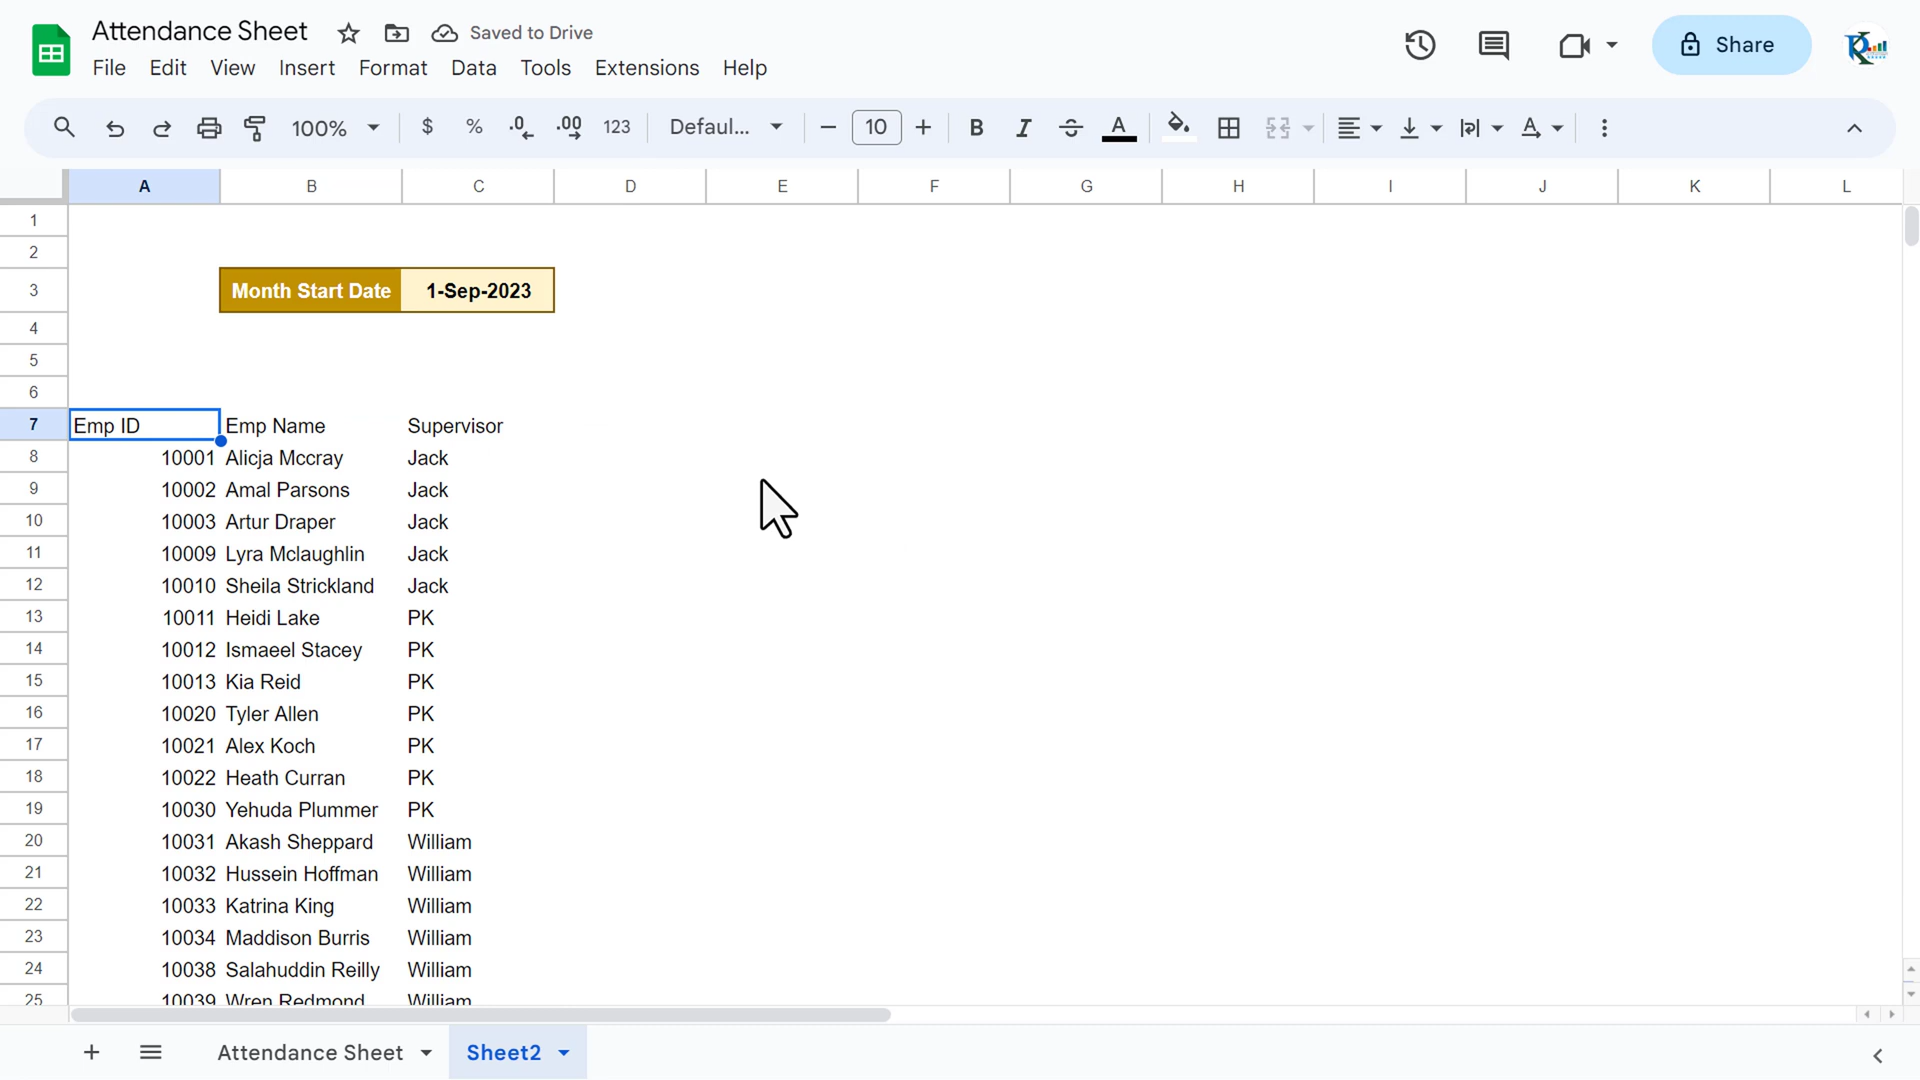 Attendance Sheet Saved to Drive
File Edit View Insert Format Data Tools Extensions Help
Share
100% $ % .0 .00 123 Defaul... 10 B I A A
A B C D E F G H I J K L
1
2
3 Month Start Date 1-Sep-2023
4
5
6
7 Emp ID Emp Name Supervisor
8 10001 Alicja Mccray Jack
9 10002 Amal Parsons Jack
10 10003 Artur Draper Jack
11 10009 Lyra Mclaughlin Jack
12 10010 Sheila Strickland Jack
13 10011 Heidi Lake PK
14 10012 Ismaeel Stacey PK
15 10013 Kia Reid PK
16 10020 Tyler Allen PK
17 10021 Alex Koch PK
18 10022 Heath Curran PK
19 10030 Yehuda Plummer PK
20 10031 Akash Sheppard William
21 10032 Hussein Hoffman William
22 10033 Katrina King William
23 10034 Maddison Burris William
24 10038 Salahuddin Reilly William
25 10039 Wren Redmond William
Attendance Sheet Sheet2